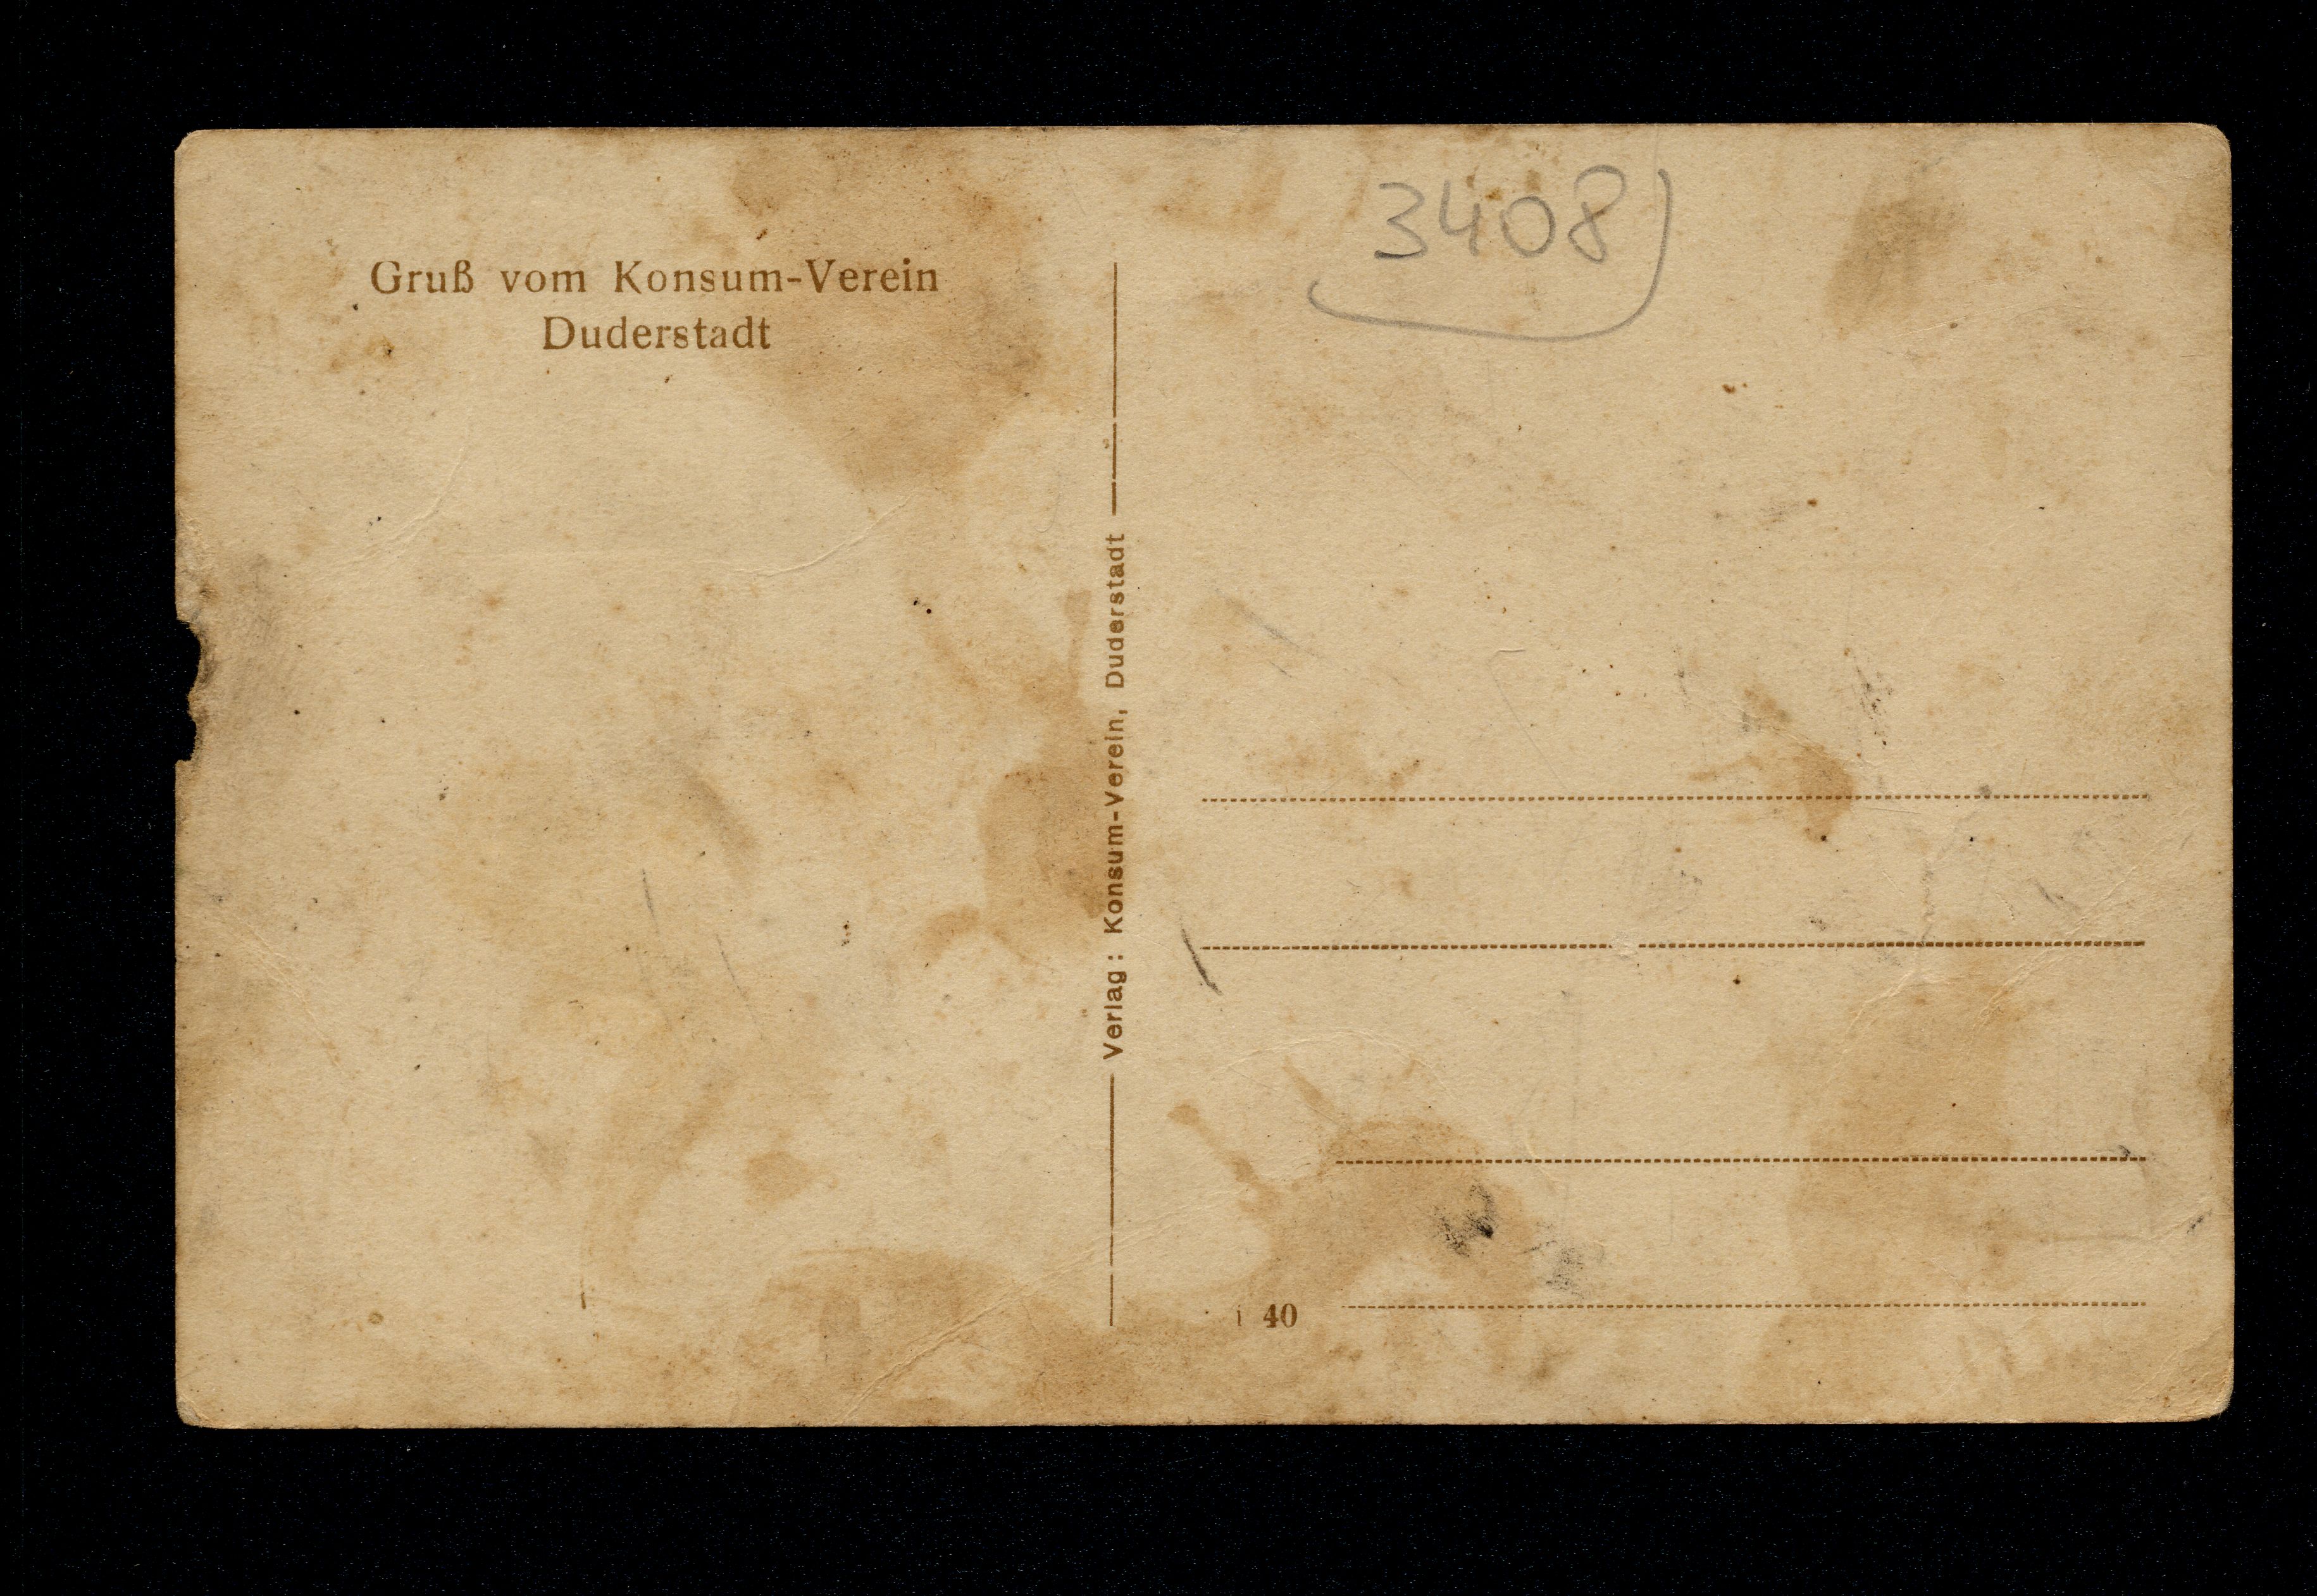 Gruß vom Konsum-Verein
Duderstadt
Verlag: Konsum-Verein, Duderstadt
3408
40